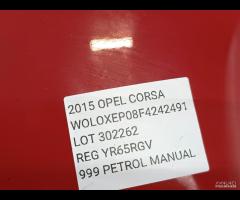 2015 OPEL CORSA
WOLOXEP08F4242491
LOT 302262
REG YR65RGV
999 PETROL MANUAL